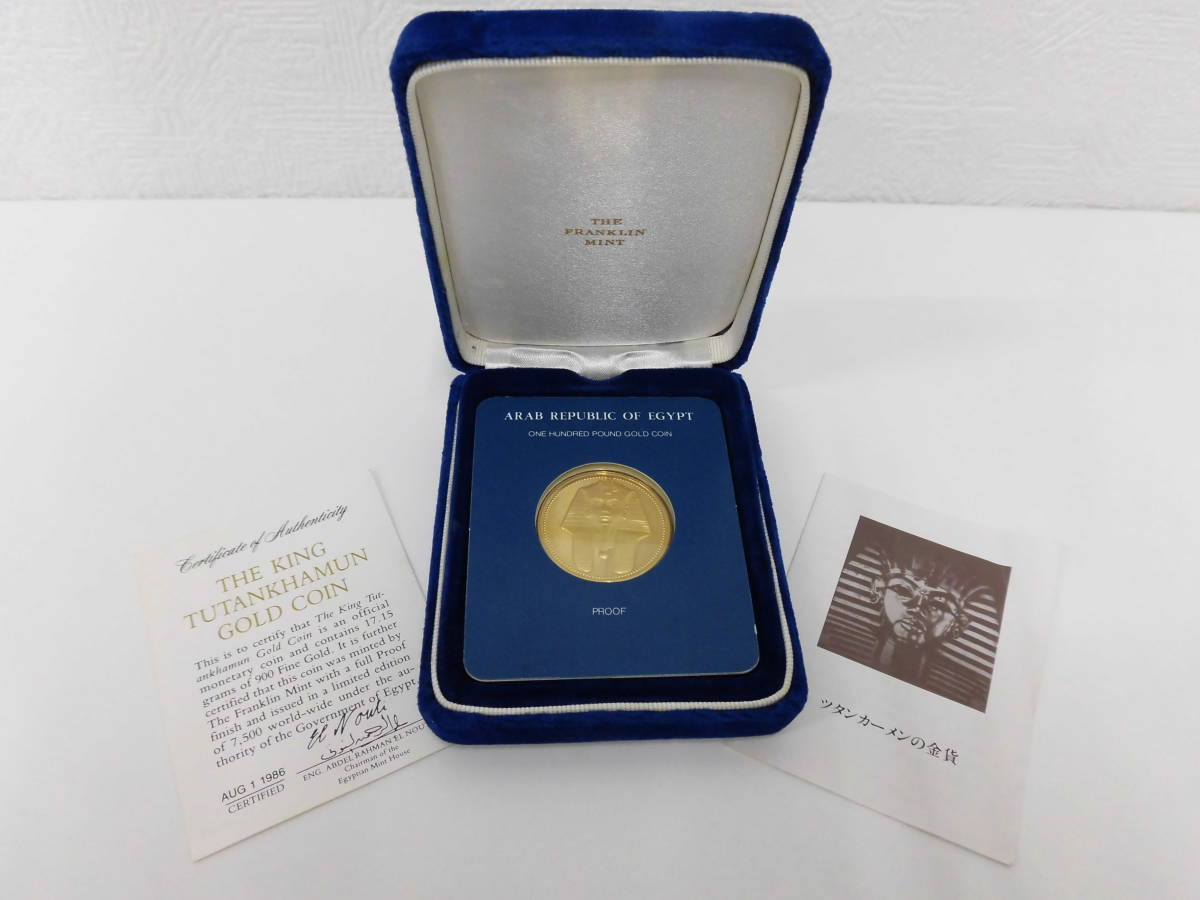 THE
FRANKLIN
MINT
ARAB REPUBLIC OF EGYPT
ONE HUNDRED POUND GOLD COIN
PROOF
Certificate of Authenticity
THE KING
TUTANKHAMUN
GOLD COIN
This is to certify that The King Tut-
ankhamun Gold Coin is an official
monetary coin and contains 17.15
grams of 900 Fine Gold. It is further
certified that this coin was minted by
The Franklin Mint with a full Proof
finish and issued in a limited edition
of 7,500 world-wide under the au-
thority of the Government of Egypt.
AUG 1 1986
CERTIFIED
ENG. ABDEL RAHMAN EL NOU
Chairman of the
Egyptian Mint House
ツタンカーメンの金貨